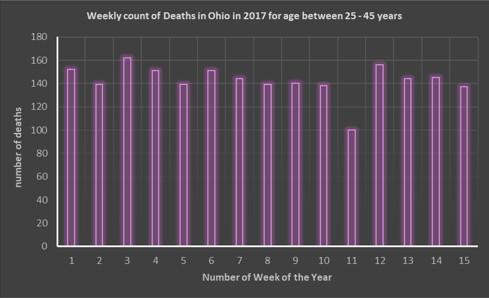 Weekly count of Deaths in Ohio in 2017 for age between 25 - 45 years
180
160
140
120
100
80
60
40
20
0
number of deaths
1 2 3 4 5 6 7 8 9 10 11 12 13 14 15
Number of Week of the Year